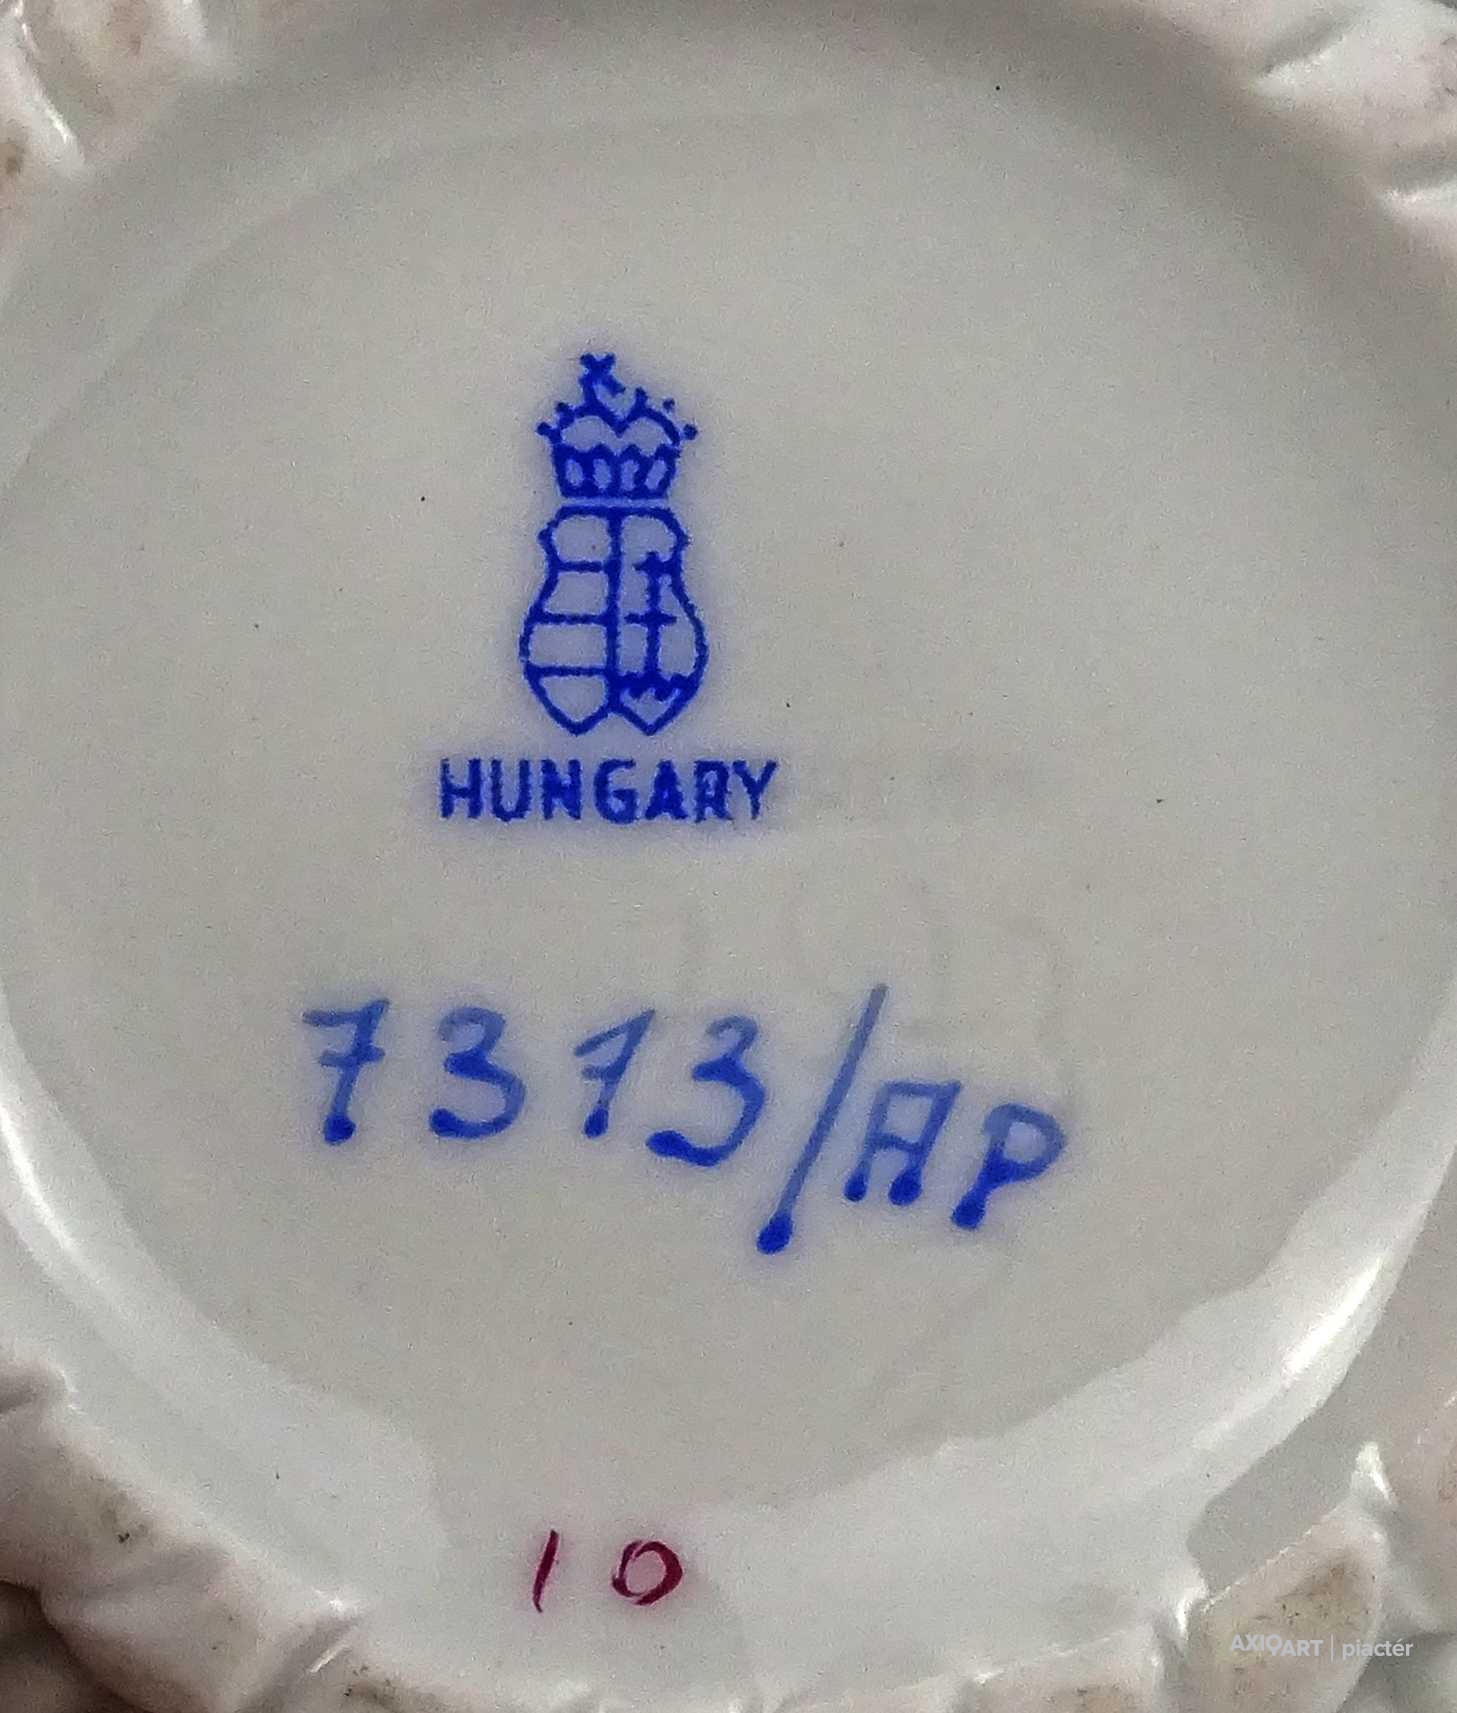 HUNGARY
7313/AP
10
AXIOART | piactér